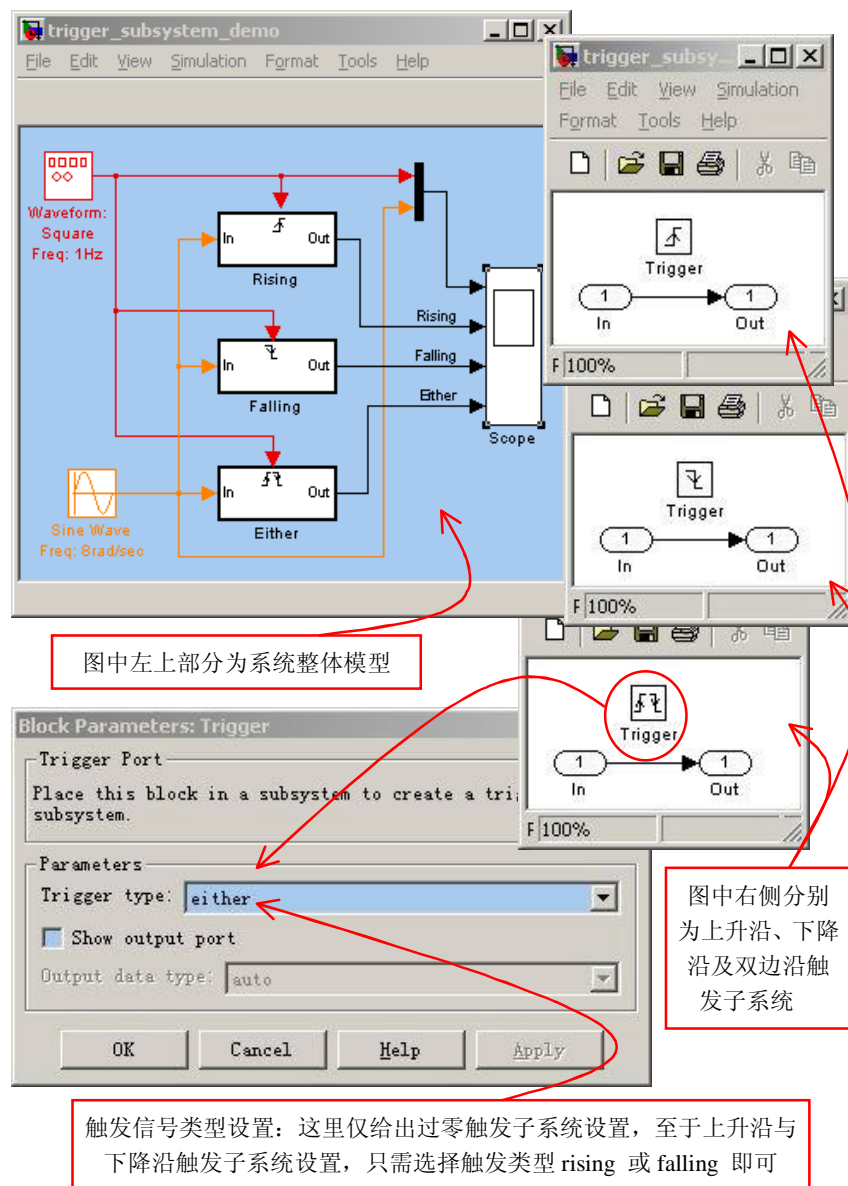 trigger_subsystem_demo
File Edit View Simulation Format Tools Help
Waveform:
Square
Freq: 1Hz
In
Out
Rising
In
Out
Falling
In
Out
Either
Sine Wave
Freq: 8rad/sec
Rising
Falling
Either
Scope
trigger_subsy...
File Edit View Simulation
Format Tools Help
Trigger
1
In
1
Out
F 100%
Trigger
1
In
1
Out
F 100%
Trigger
1
In
1
Out
F 100%
图中左上部分为系统整体模型
Block Parameters: Trigger
Trigger Port
Place this block in a subsystem to create a
subsystem.
Parameters
Trigger type: either
Show output port
Output data type: auto
OK Cancel Help Apply
图中右侧分别
为上升沿、下降
沿及双边沿触
发子系统
触发信号类型设置：这里仅给出过零触发子系统设置，至于上升沿与
下降沿触发子系统设置，只需选择触发类型 rising 或 falling 即可